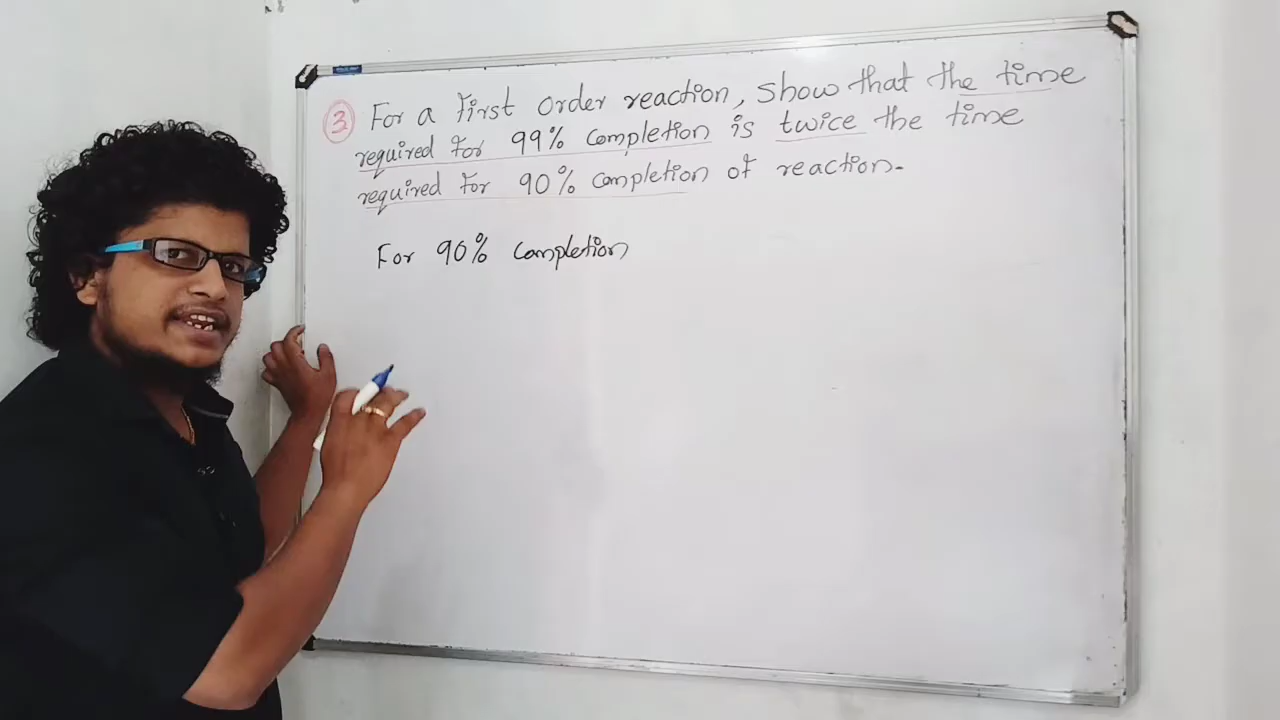 3 For a First Order reaction, show that the time
required for 99% completion is twice the time
required for 90% completion of reaction.
For 90% completion